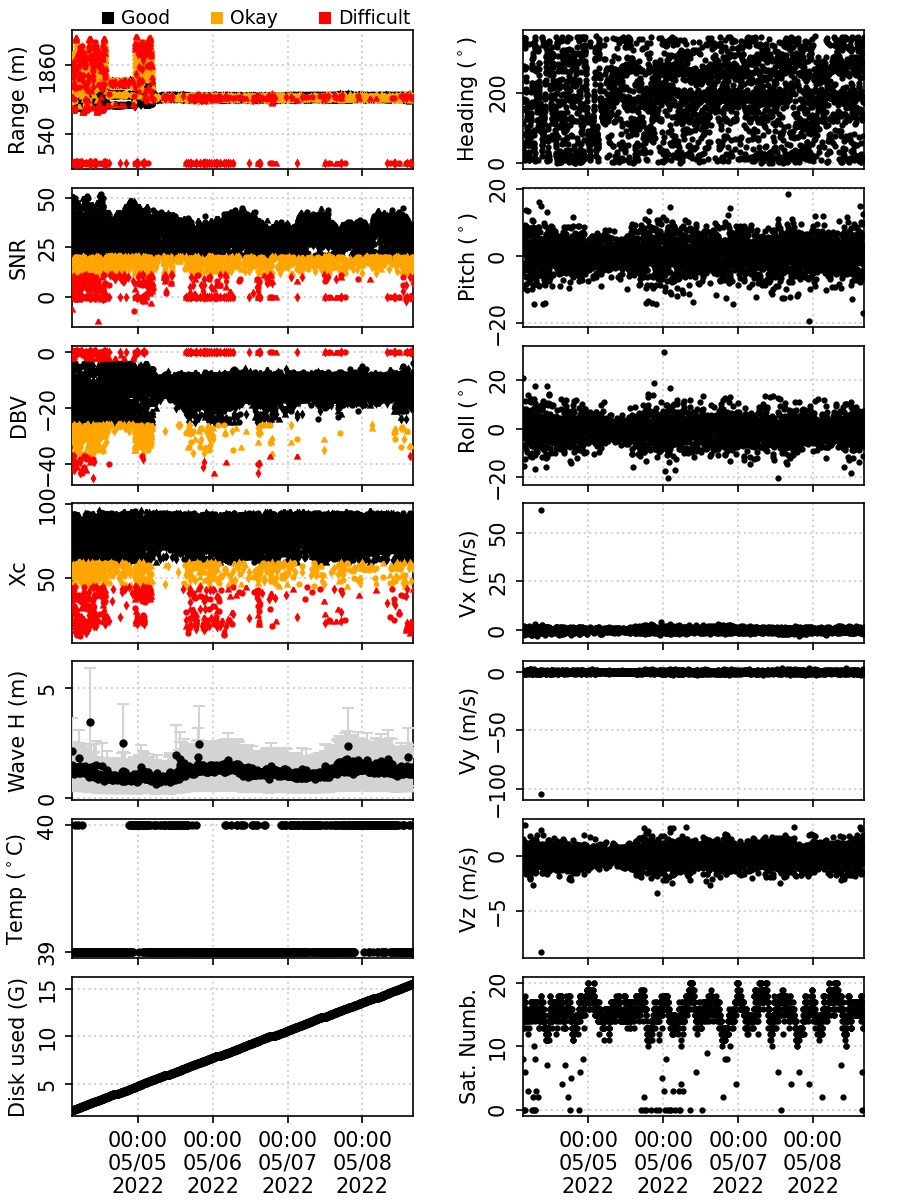 Good Okay Difficult
Range (m)
1860
540
SNR
50
25
0
DBV
0
−20
−40
Xc
100
50
Wave H (m)
5
0
Temp (°C)
40
39
Disk used (G)
15
10
5
00:00 00:00 00:00 00:00
05/05 05/06 05/07 05/08
2022 2022 2022 2022
Heading (°)
200
0
Pitch (°)
20
0
−20
Roll (°)
20
0
−20
Vx (m/s)
50
25
0
Vy (m/s)
0
−50
−100
Vz (m/s)
0
−5
Sat. Numb.
20
10
0
00:00 00:00 00:00 00:00
05/05 05/06 05/07 05/08
2022 2022 2022 2022